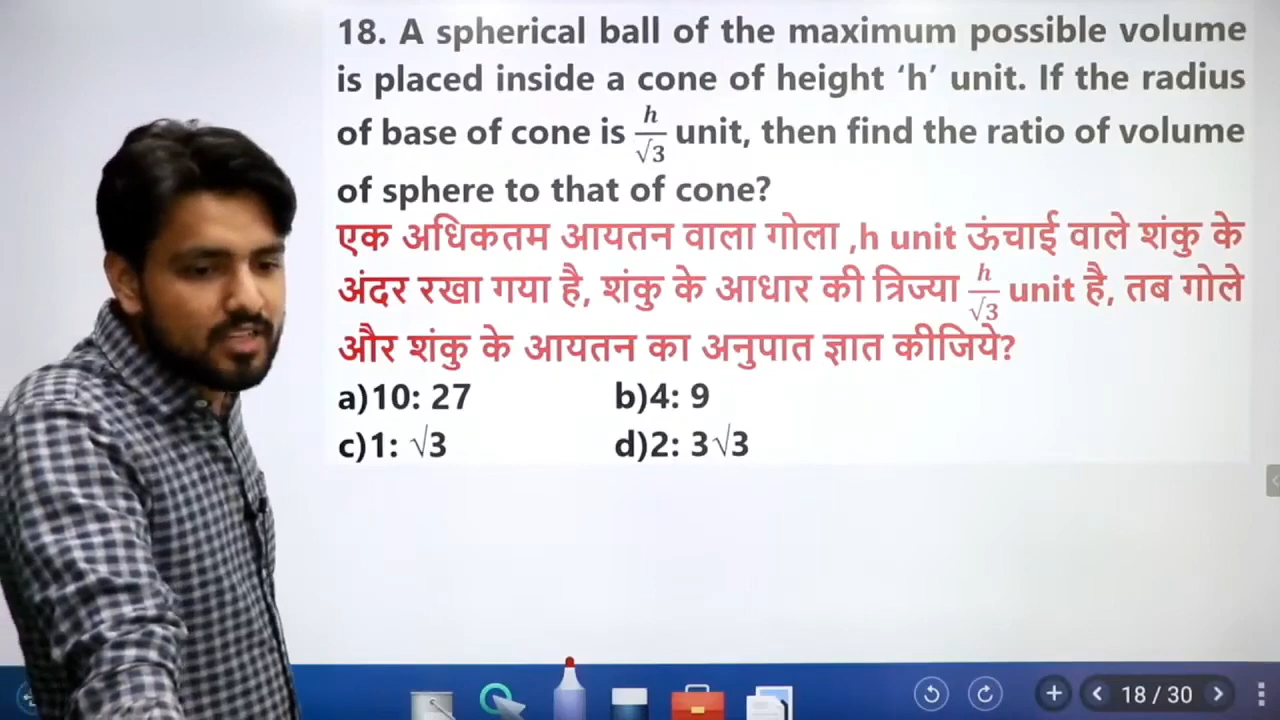 18. A spherical ball of the maximum possible volume
is placed inside a cone of height ‘h’ unit. If the radius
of base of cone is h/√3 unit, then find the ratio of volume
of sphere to that of cone?
एक अधिकतम आयतन वाला गोला ,h unit ऊंचाई वाले शंकु के
अंदर रखा गया है, शंकु के आधार की त्रिज्या h/√3 unit है, तब गोले
और शंकु के आयतन का अनुपात ज्ञात कीजिये?
a)10: 27 b)4: 9
c)1: √3 d)2: 3√3
18 / 30